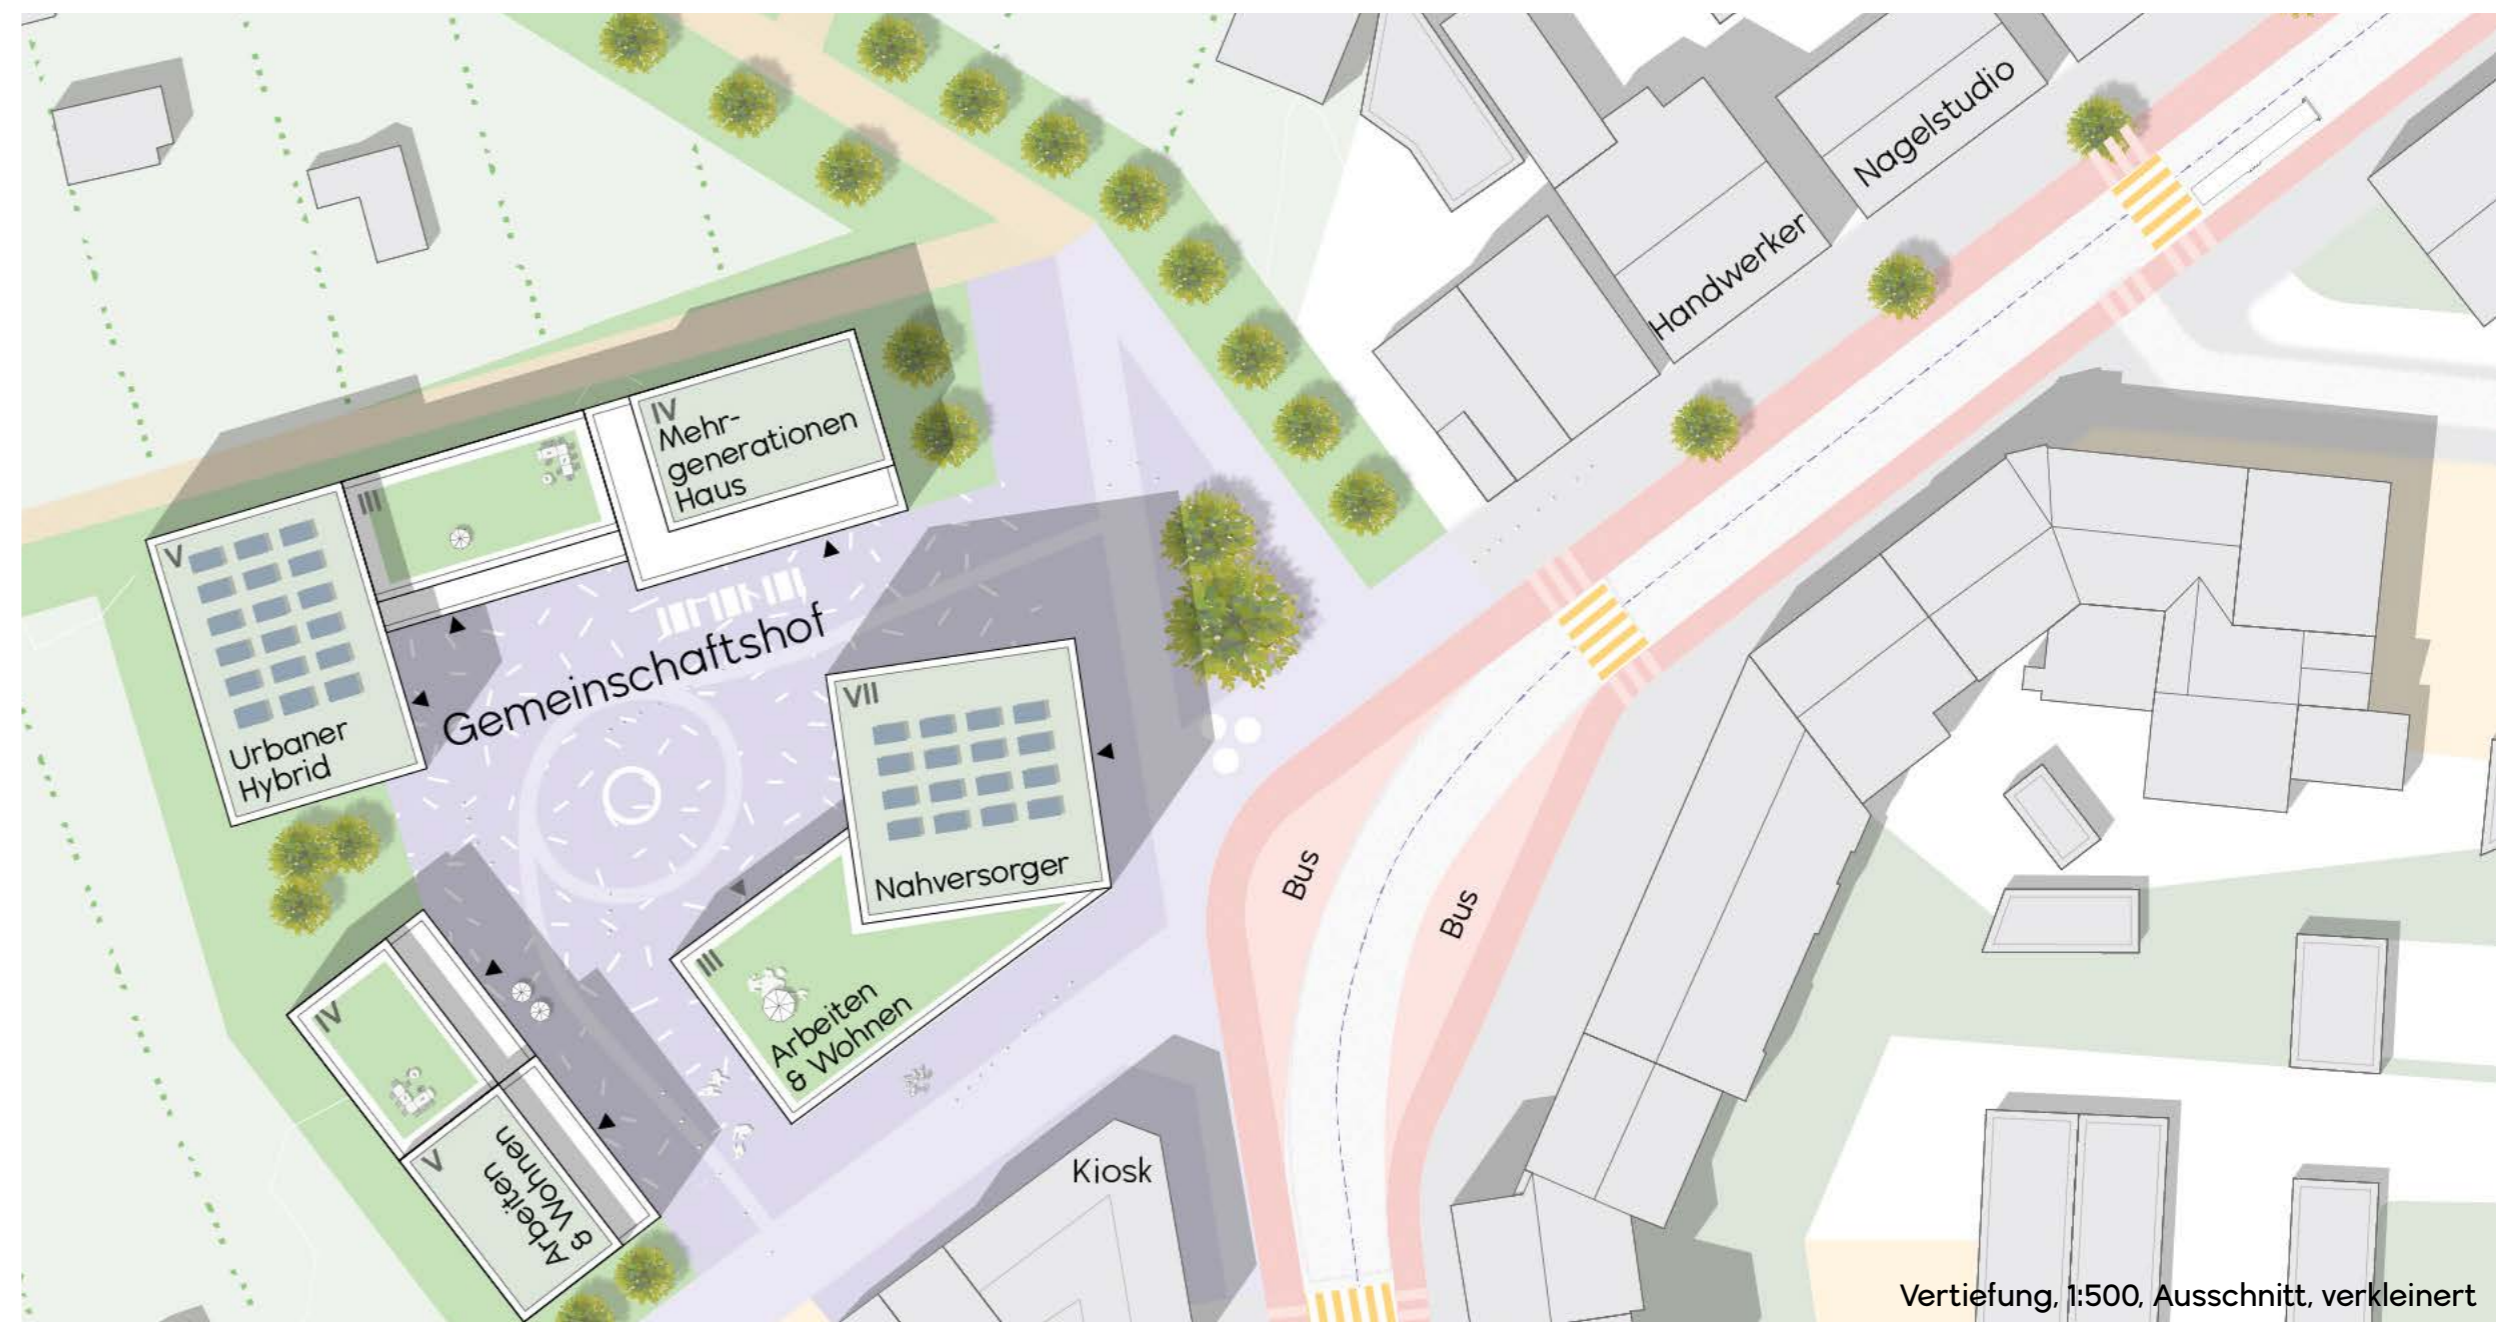 Nagelstudio
Handwerker
IV
Mehr-
generationen
Haus
III
V
Urbaner
Hybrid
Gemeinschaftshof
VII
Nahversorger
III
Arbeiten
& Wohnen
IV
V
Arbeiten
& Wohnen
Bus
Bus
Kiosk
Vertiefung, 1:500, Ausschnitt, verkleinert